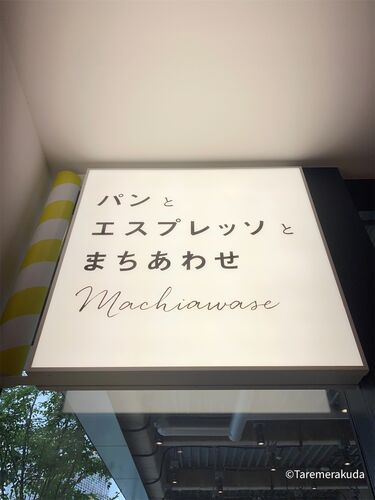 パンと
エスプレッソと
まちあわせ
Machiawase
©Taremerakuda